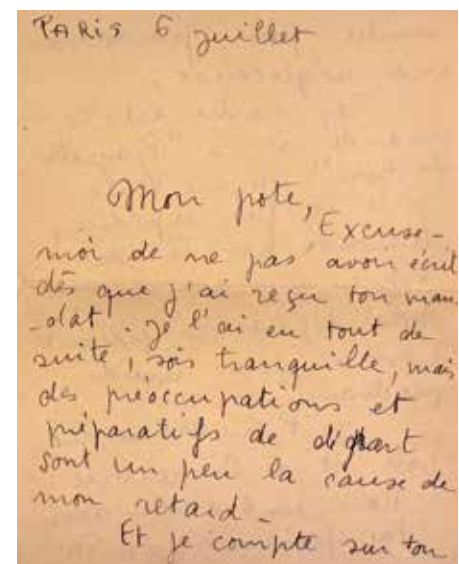 PARIS 6 juillet
Mon pote,
Excuse-
moi de ne pas avoir écrit
dès que j'ai reçu ton man-
-dat. Je l'ai eu tout de
suite, sois tranquille, mais
des préoccupations et
préparatifs de départ
sont un peu la cause de
mon retard_
Et je compte sur ton